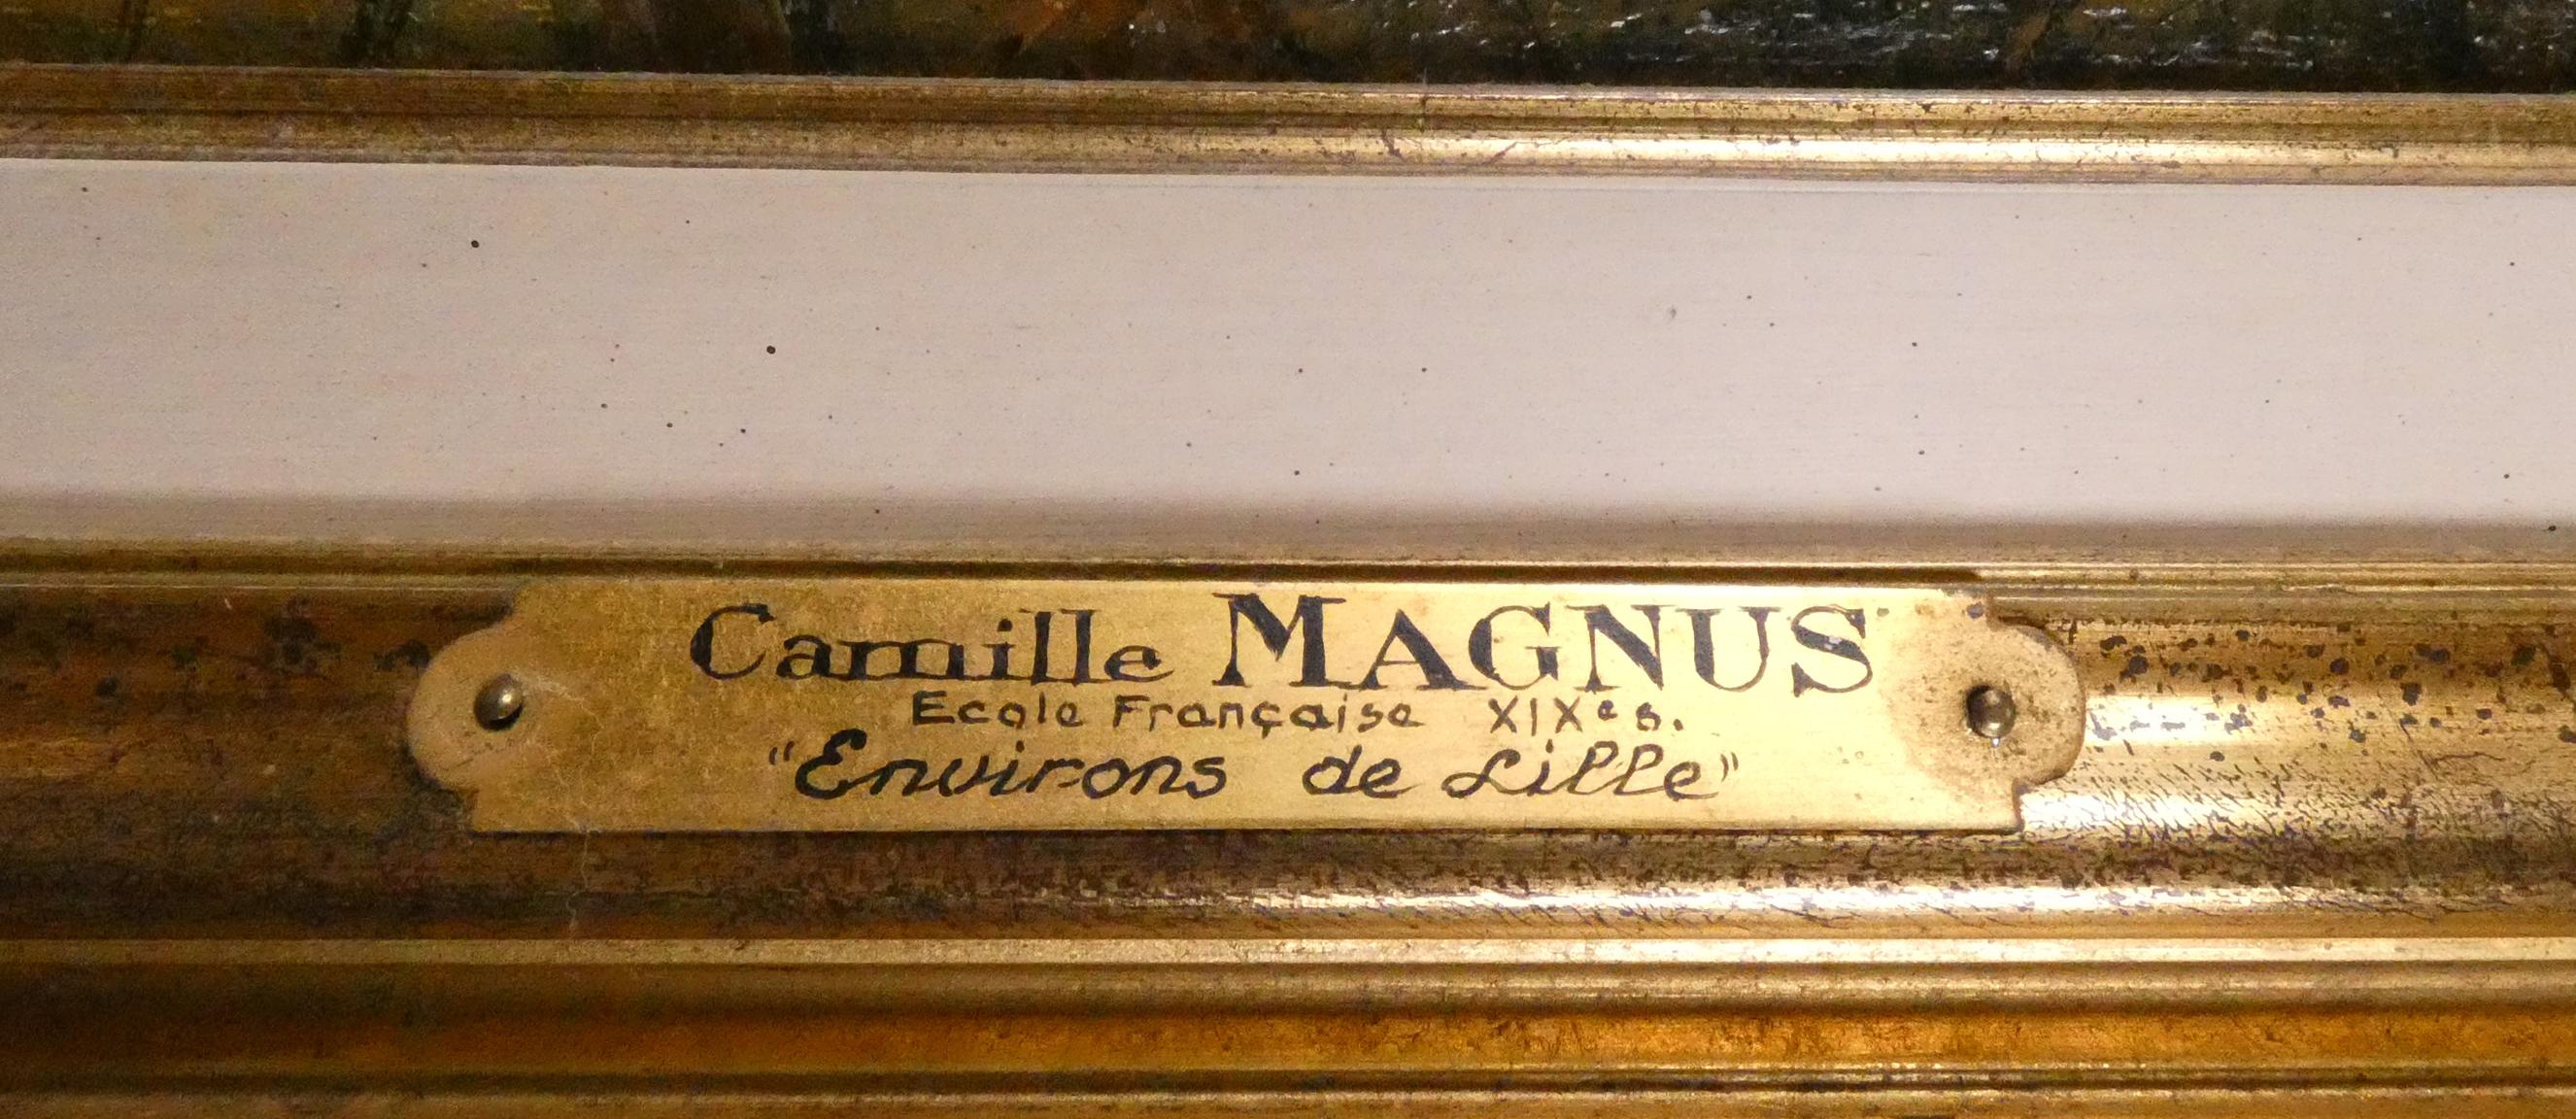 Camille MAGNUS
Ecole Française XIXe s.
"Environs de Lille"